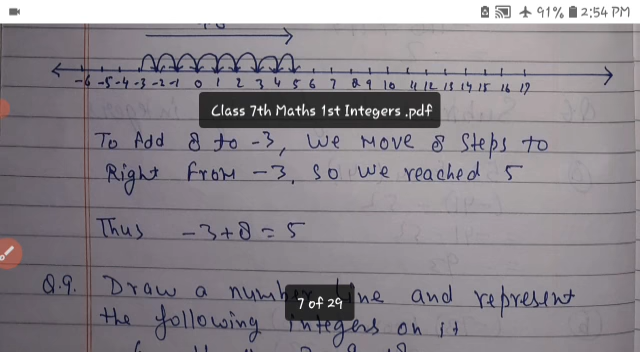 91% 2:54 PM
-6 -5 -4 -3 -2 -1 0 1 2 3 4 5 6 7 8 9 10 11 12 13 14 15 16 17
Class 7th Maths 1st Integers .pdf
To Add 8 to -3, We Move 8 Steps to
Right From -3, So We reached 5
Thus -3+8=5
Q.9. Draw a number line and represent
7 of 29
the following integers on it